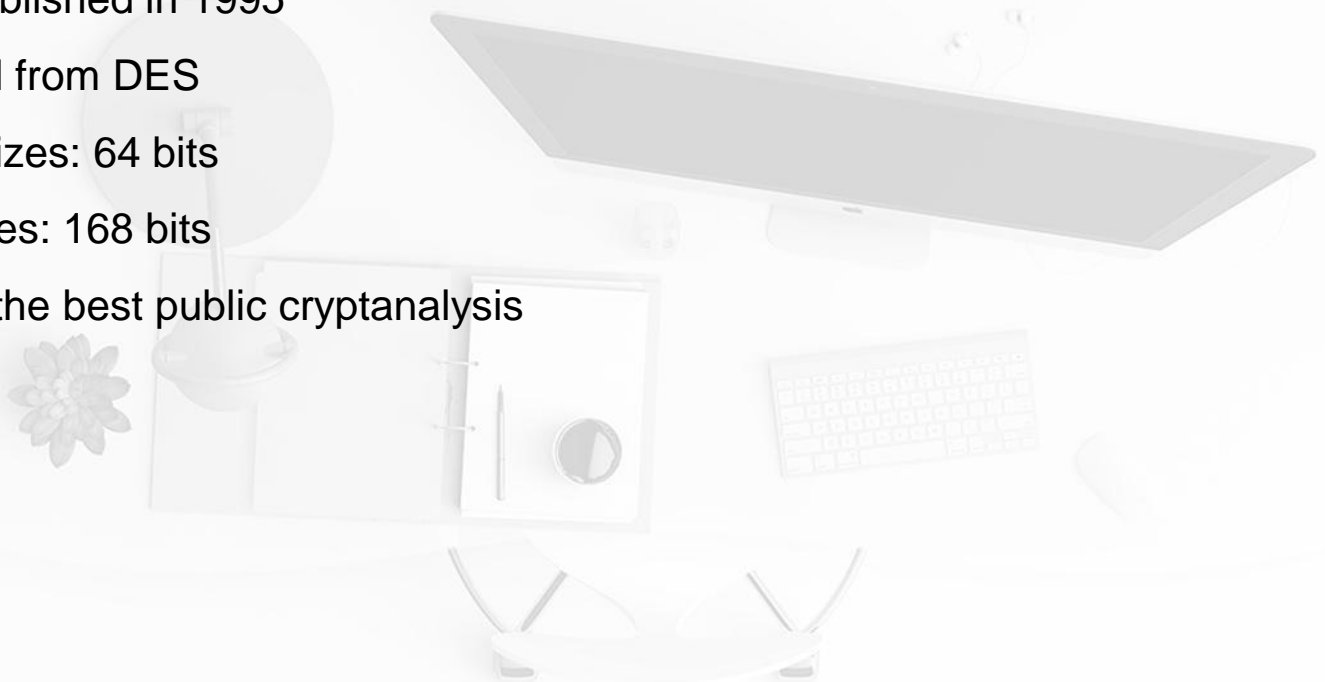 blished in 1995
from DES
izes: 64 bits
es: 168 bits
the best public cryptanalysis